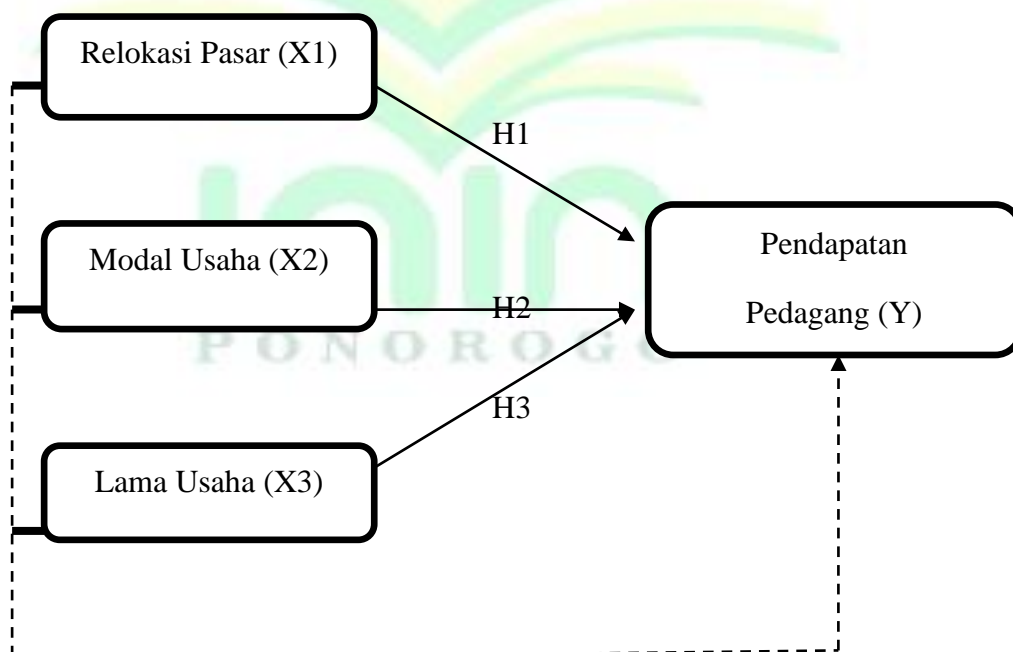 Relokasi Pasar (X1)
H1
Modal Usaha (X2)
Pendapatan
Pedagang (Y)
H2
PONOROGO
H3
Lama Usaha (X3)